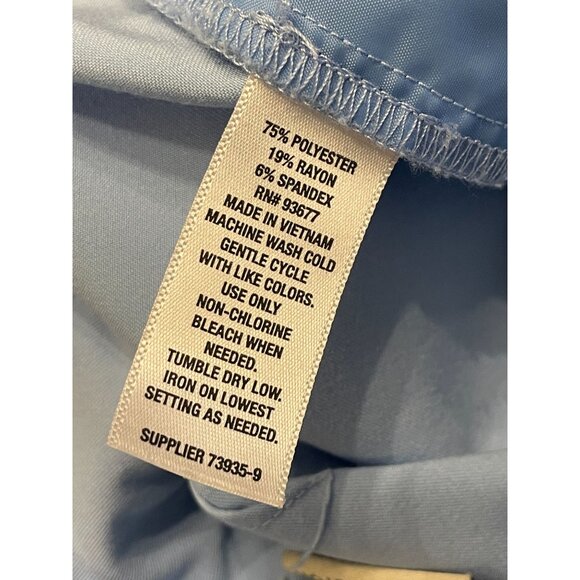 75% POLYESTER
19% RAYON
6% SPANDEX
RN# 93677
MADE IN VIETNAM
MACHINE WASH COLD
GENTLE CYCLE
WITH LIKE COLORS.
USE ONLY
NON-CHLORINE
BLEACH WHEN
NEEDED.
TUMBLE DRY LOW.
IRON ON LOWEST
SETTING AS NEEDED.
SUPPLIER 73935-9